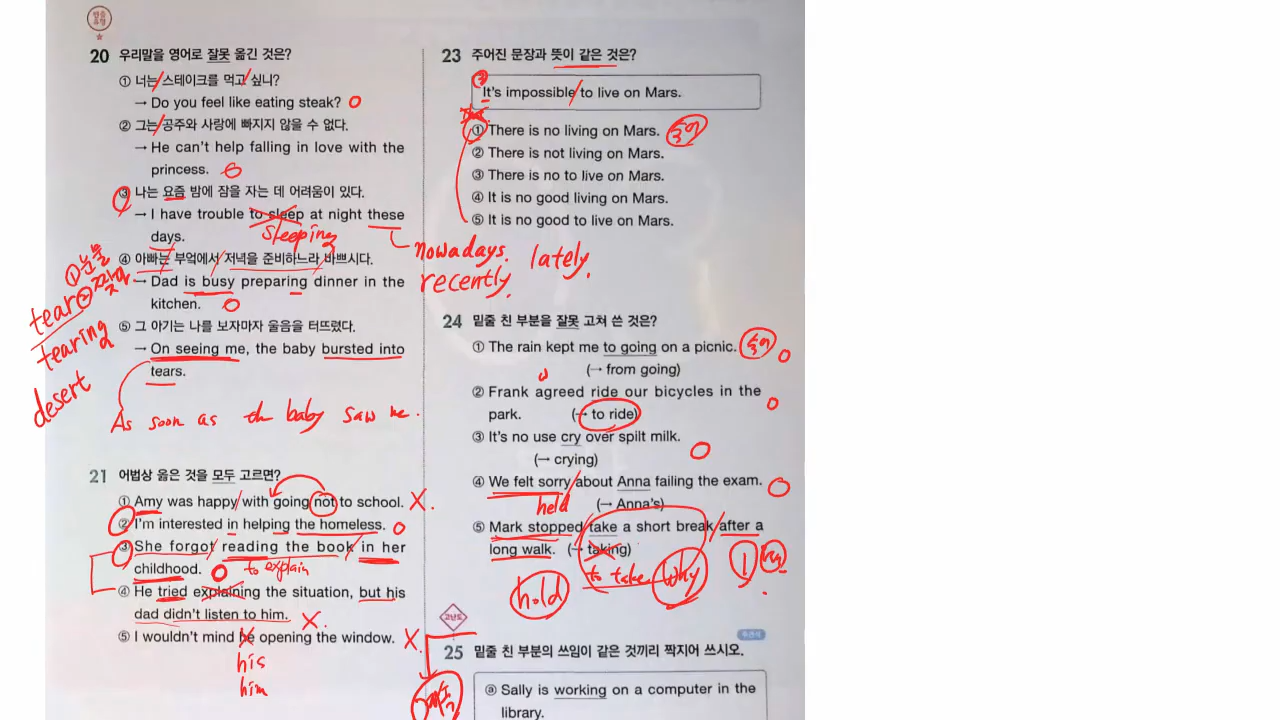 20 우리말을 영어로 잘못 옮긴 것은?
① 너는 스테이크를 먹고 싶니?
→ Do you feel like eating steak?
② 그는 공주와 사랑에 빠지지 않을 수 없다.
→ He can't help falling in love with the
princess.
③ 나는 요즘 밤에 잠을 자는 데 어려움이 있다.
→ I have trouble to sleep at night these
sleeping
days.
④ 아빠는 부엌에서 저녁을 준비하느라 바쁘시다.
→ Dad is busy preparing dinner in the
kitchen.
⑤ 그 아기는 나를 보자마자 울음을 터뜨렸다.
→ On seeing me, the baby bursted into
tears.
①눈물
tear②
tearing
desert
As soon as the baby saw me.
nowadays. lately.
recently.
21 어법상 옳은 것을 모두 고르면?
① Amy was happy with going not to school.
② I'm interested in helping the homeless.
③ She forgot reading the book in her
childhood.
to explain
④ He tried explaining the situation, but his
dad didn't listen to him.
⑤ I wouldn't mind he opening the window.
his
him
23 주어진 문장과 뜻이 같은 것은?
It's impossible to live on Mars.
① There is no living on Mars.
② There is not living on Mars.
③ There is no to live on Mars.
④ It is no good living on Mars.
⑤ It is no good to live on Mars.
24 밑줄 친 부분을 잘못 고쳐 쓴 것은?
① The rain kept me to going on a picnic.
(→ from going)
② Frank agreed ride our bicycles in the
park. (→ to ride)
③ It's no use cry over spilt milk.
(→ crying)
④ We felt sorry about Anna failing the exam.
held
(→ Anna's)
⑤ Mark stopped take a short break after a
long walk. (→ taking)
to take
why
hold
고난도
주관식
25 밑줄 친 부분의 쓰임이 같은 것끼리 짝지어 쓰시오.
ⓐ Sally is working on a computer in the
library.